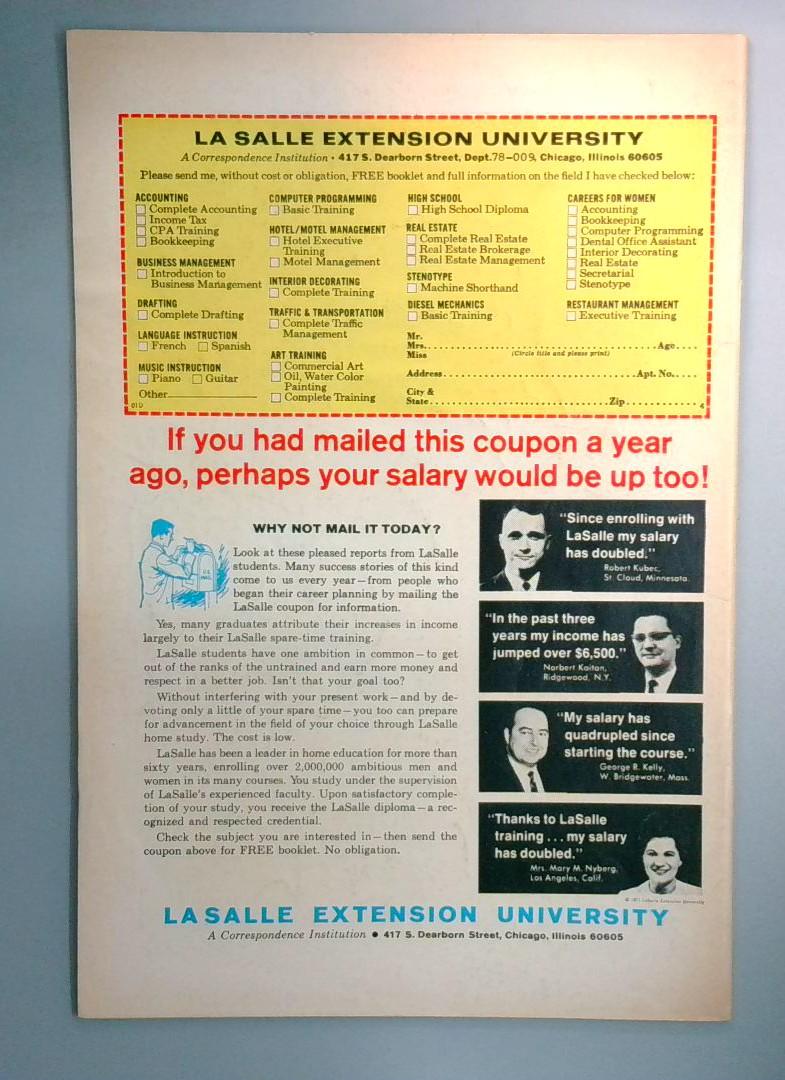 LA SALLE EXTENSION UNIVERSITY
A Correspondence Institution • 417 S. Dearborn Street, Dept. 78-009, Chicago, Illinois 60605
Please send me, without cost or obligation, FREE booklet and full information on the field I have checked below:
ACCOUNTING
Complete Accounting
Income Tax
CPA Training
Bookkeeping
BUSINESS MANAGEMENT
Introduction to
Business Management
DRAFTING
Complete Drafting
LANGUAGE INSTRUCTION
French Spanish
MUSIC INSTRUCTION
Piano Guitar
Other
COMPUTER PROGRAMMING
Basic Training
HOTEL/MOTEL MANAGEMENT
Hotel Executive
Training
Motel Management
INTERIOR DECORATING
Complete Training
TRAFFIC & TRANSPORTATION
Complete Traffic
Management
ART TRAINING
Commercial Art
Oil, Water Color
Painting
Complete Training
HIGH SCHOOL
High School Diploma
REAL ESTATE
Complete Real Estate
Real Estate Brokerage
Real Estate Management
STENOTYPE
Machine Shorthand
DIESEL MECHANICS
Basic Training
CAREERS FOR WOMEN
Accounting
Bookkeeping
Computer Programming
Dental Office Assistant
Interior Decorating
Real Estate
Secretarial
Stenotype
RESTAURANT MANAGEMENT
Executive Training
Mr.
Mrs. Age
Miss (Circle title and please print)
Address Apt. No.
City &
State Zip
If you had mailed this coupon a year
ago, perhaps your salary would be up too!
WHY NOT MAIL IT TODAY?
Look at these pleased reports from LaSalle
students. Many success stories of this kind
come to us every year—from people who
began their career planning by mailing the
LaSalle coupon for information.
Yes, many graduates attribute their increases in income
largely to their LaSalle spare-time training.
LaSalle students have one ambition in common—to get
out of the ranks of the untrained and earn more money and
respect in a better job. Isn't that your goal too?
Without interfering with your present work—and by de-
voting only a little of your spare time—you too can prepare
for advancement in the field of your choice through LaSalle
home study. The cost is low.
LaSalle has been a leader in home education for more than
sixty years, enrolling over 2,000,000 ambitious men and
women in its many courses. You study under the supervision
of LaSalle's experienced faculty. Upon satisfactory comple-
tion of your study, you receive the LaSalle diploma—a rec-
ognized and respected credential.
Check the subject you are interested in—then send the
coupon above for FREE booklet. No obligation.
"Since enrolling with
LaSalle my salary
has doubled."
Robert Kubec,
St. Cloud, Minnesota.
"In the past three
years my income has
jumped over $6,500."
Norbert Kaiton,
Ridgewood, N.Y.
"My salary has
quadrupled since
starting the course."
George R. Kelly,
W. Bridgewater, Mass.
"Thanks to LaSalle
training...my salary
has doubled."
Mrs. Mary M. Nyberg,
Los Angeles, Calif.
LA SALLE EXTENSION UNIVERSITY
A Correspondence Institution • 417 S. Dearborn Street, Chicago, Illinois 60605